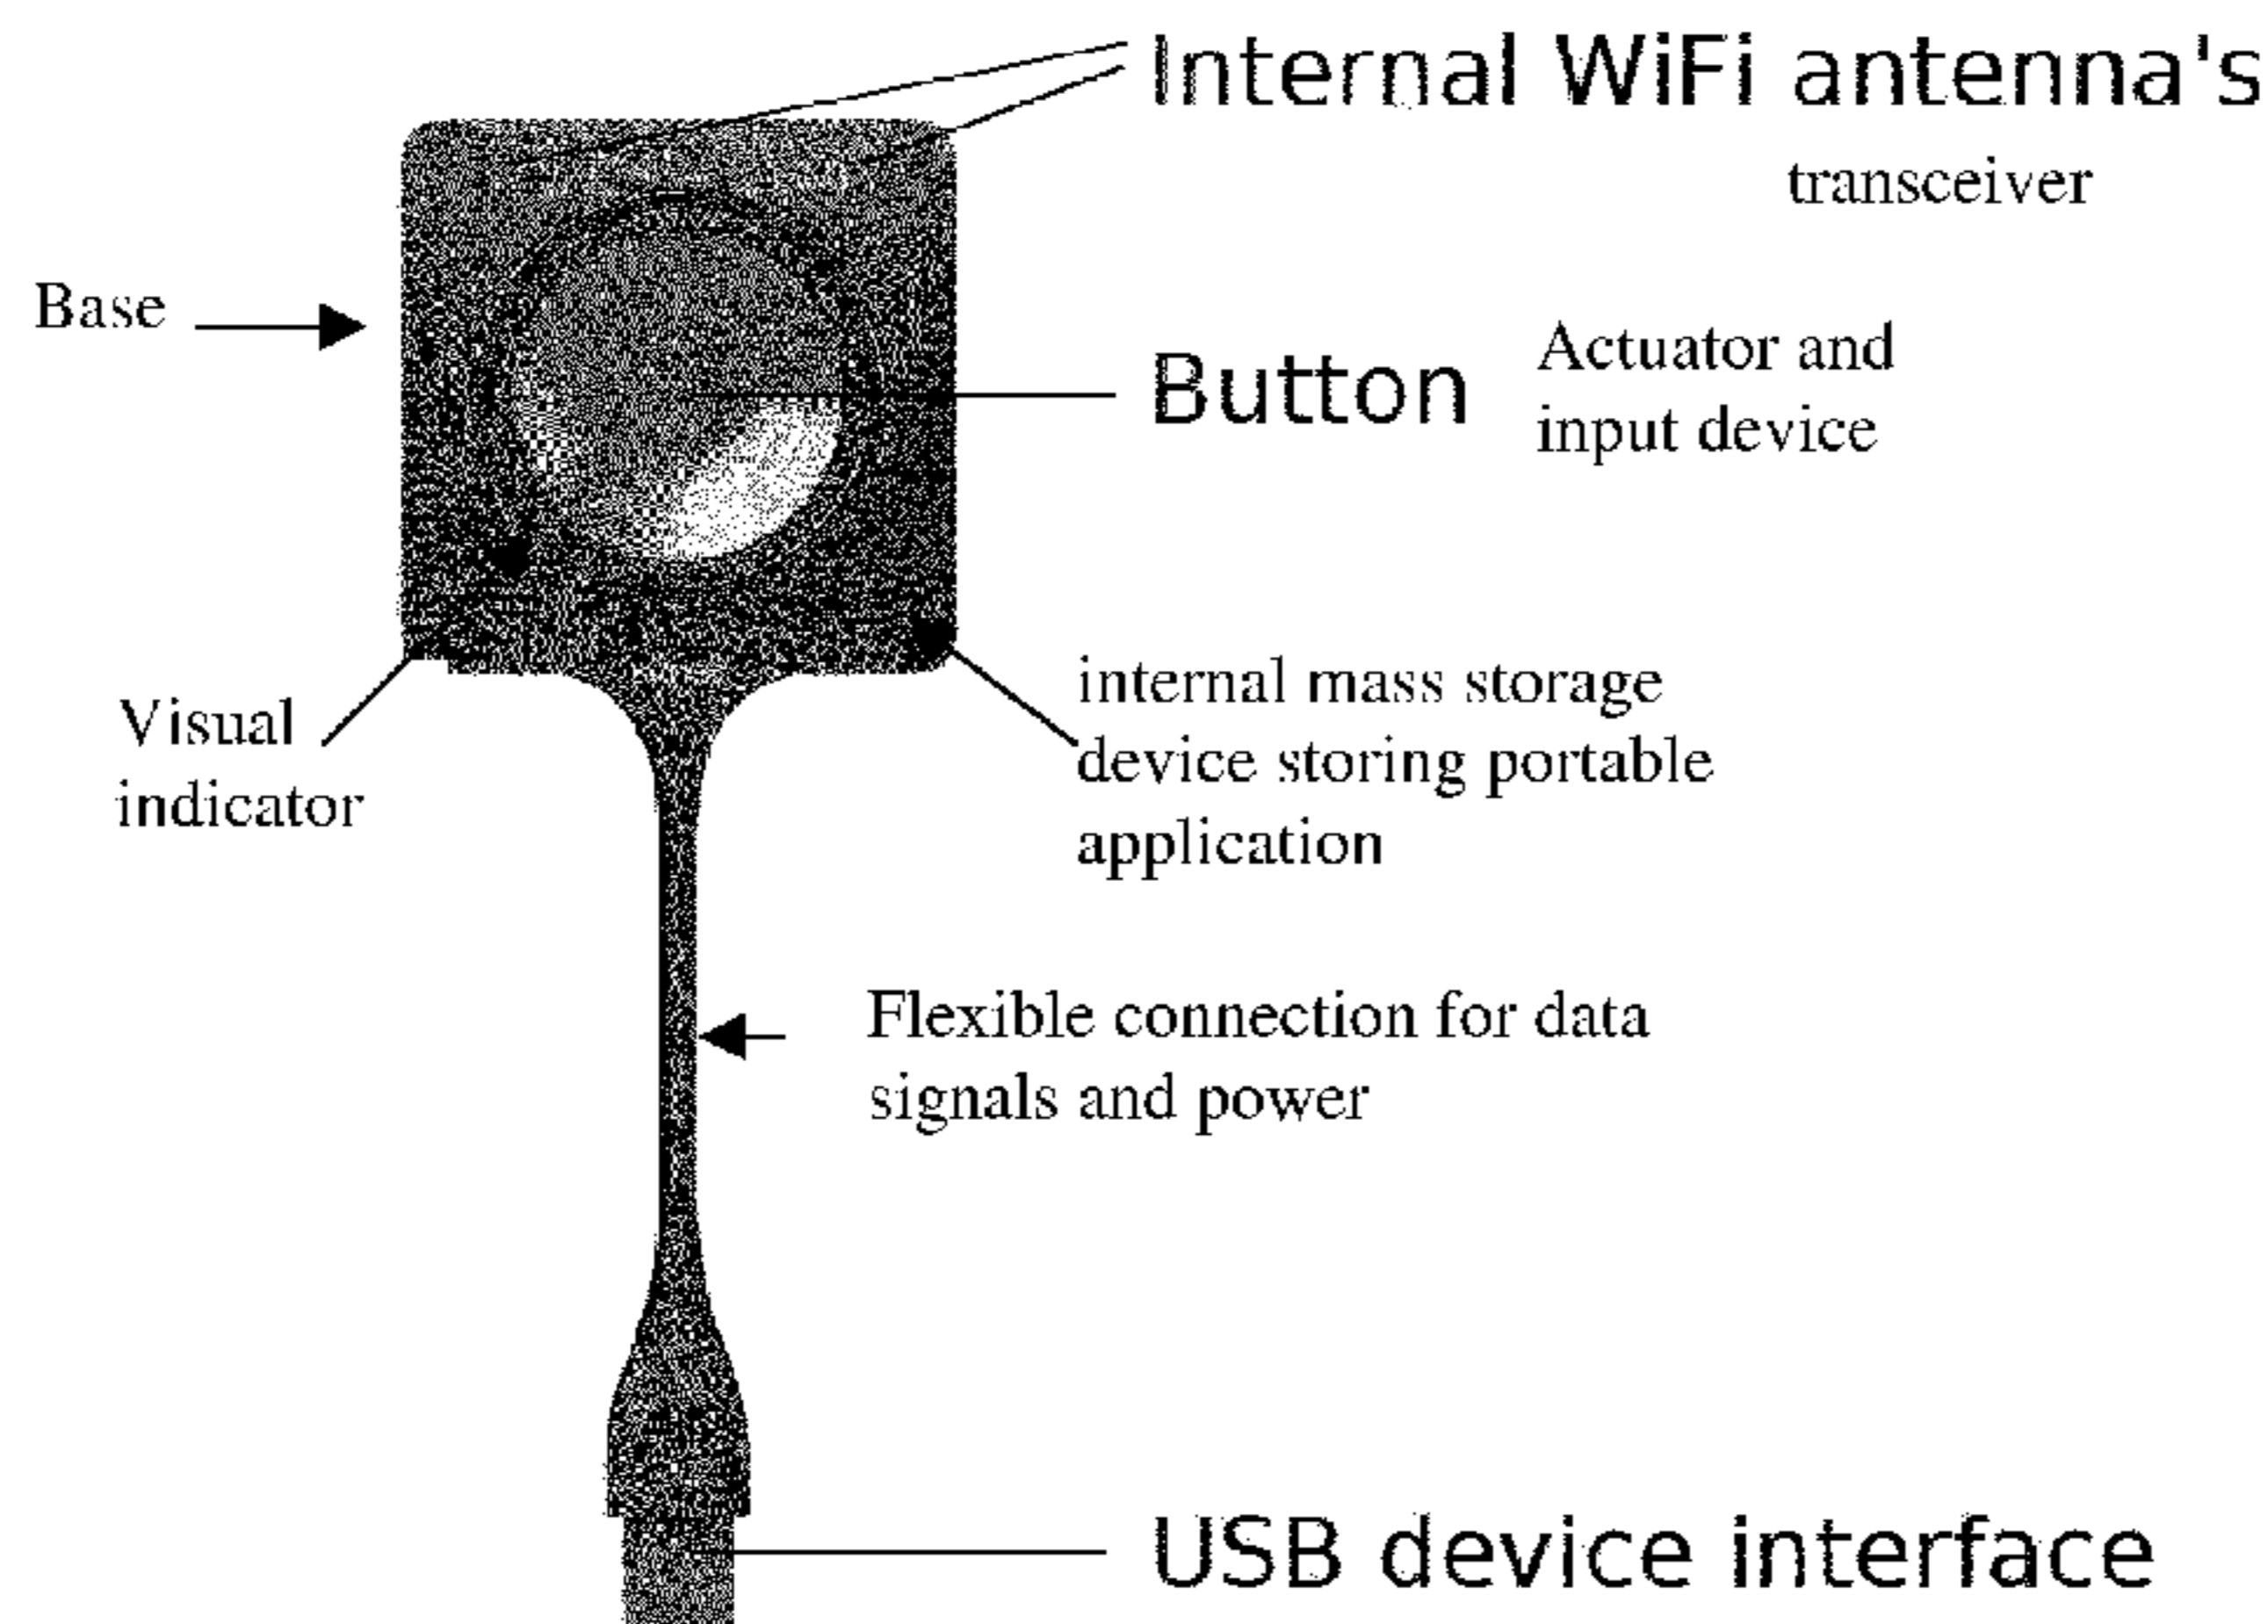 Internal WiFi antenna's
transceiver
Base
Button
Actuator and
input device
Visual
indicator
internal mass storage
device storing portable
application
Flexible connection for data
signals and power
USB device interface